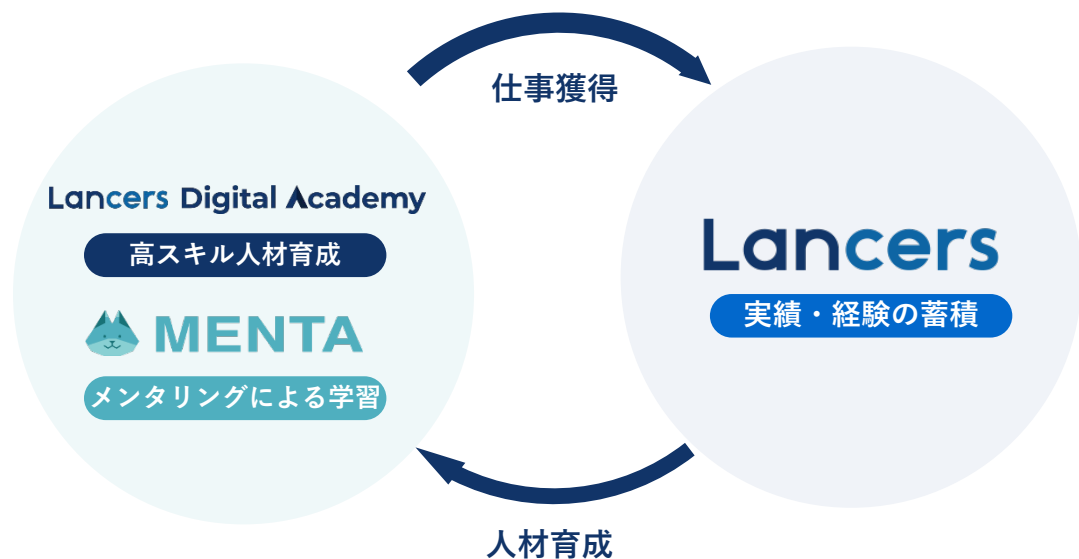 仕事獲得
Lancers Digital Academy
高スキル人材育成
MENTA
メンタリングによる学習
Lancers
実績・経験の蓄積
人材育成